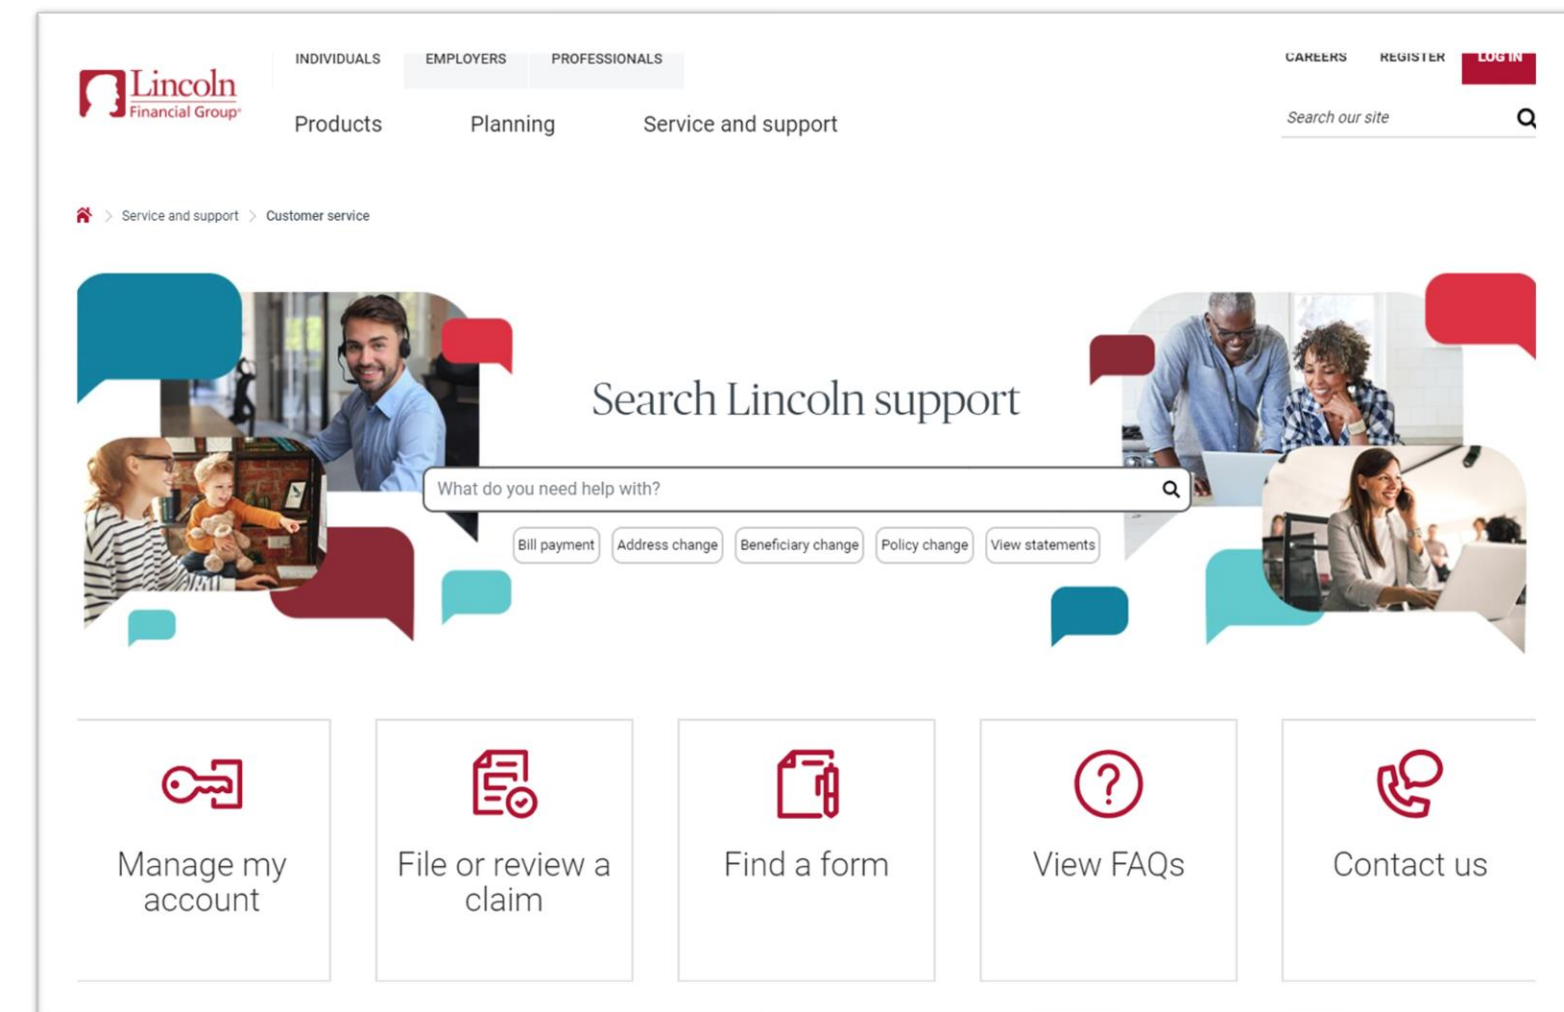 INDIVIDUALS EMPLOYERS PROFESSIONALS
CAREERS REGISTER LOG IN
Lincoln
Financial Group®
Products Planning Service and support
Search our site
Service and support > Customer service
Search Lincoln support
What do you need help with?
Bill payment Address change Beneficiary change Policy change View statements
Manage my
account
File or review a
claim
Find a form
View FAQs
Contact us